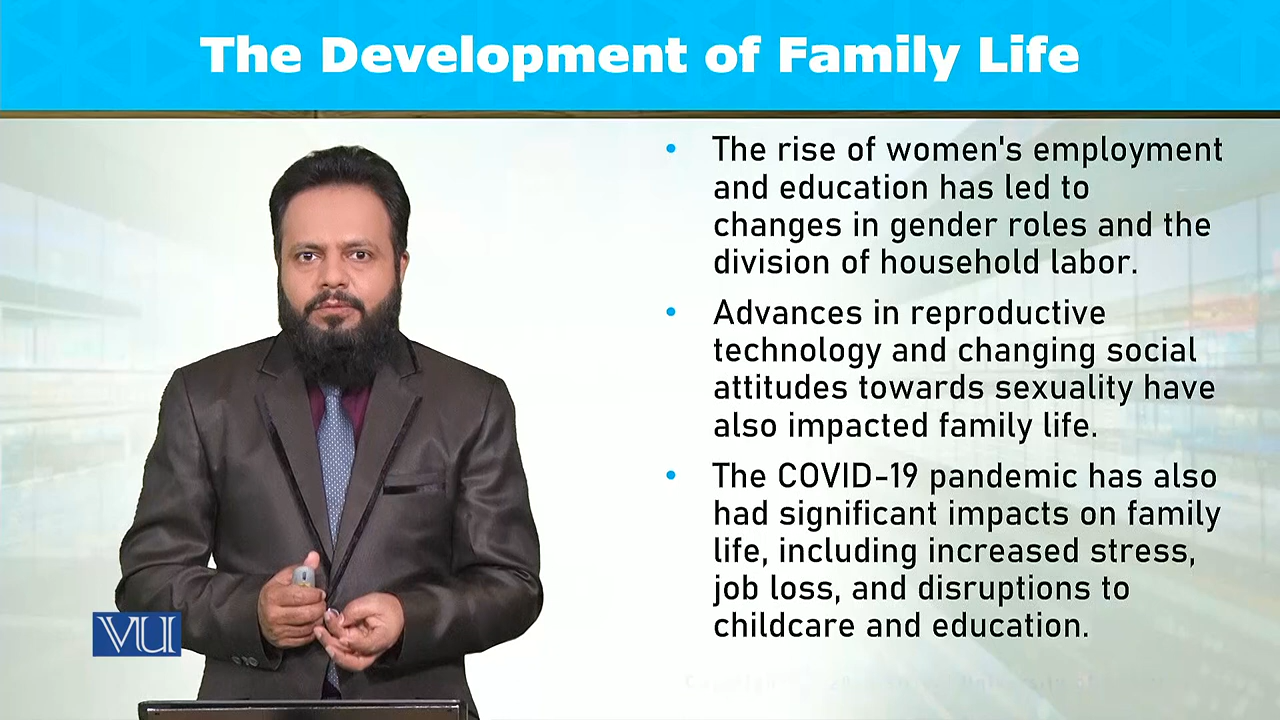 The Development of Family Life
• The rise of women's employment
and education has led to
changes in gender roles and the
division of household labor.
• Advances in reproductive
technology and changing social
attitudes towards sexuality have
also impacted family life.
• The COVID-19 pandemic has also
had significant impacts on family
life, including increased stress,
job loss, and disruptions to
childcare and education.
VU